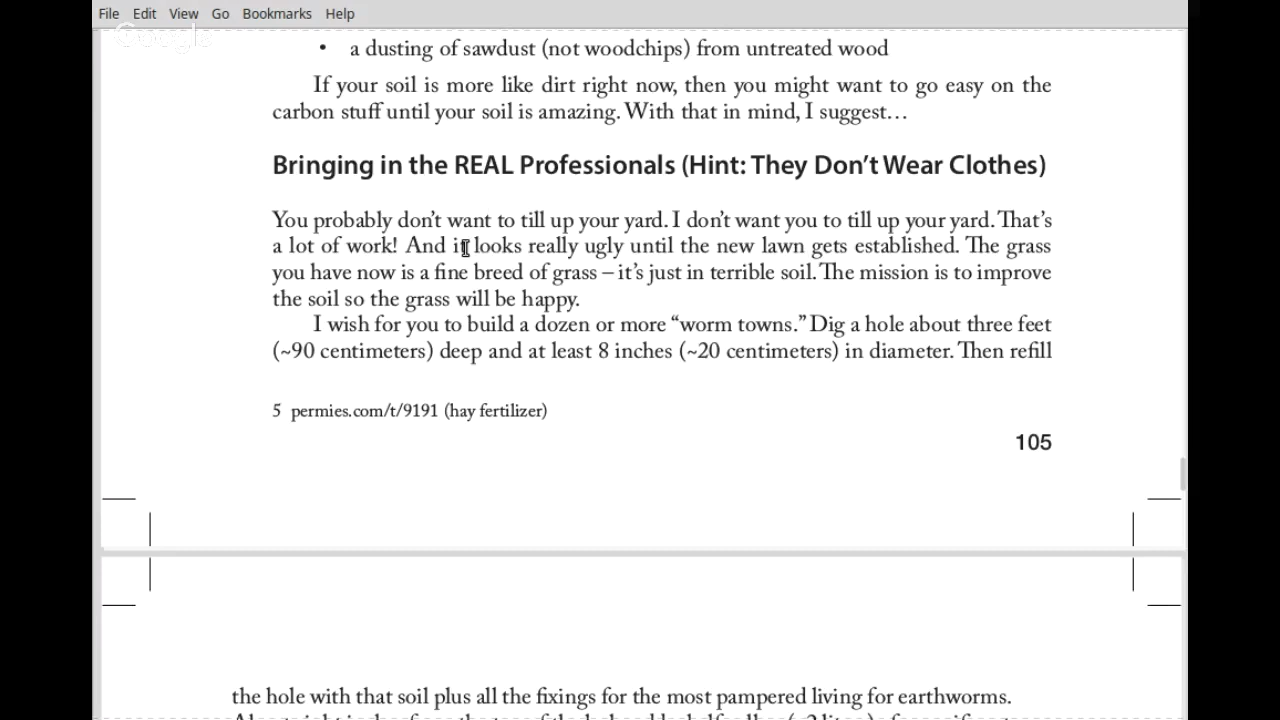 File Edit View Go Bookmarks Help
Google
• a dusting of sawdust (not woodchips) from untreated wood
If your soil is more like dirt right now, then you might want to go easy on the
carbon stuff until your soil is amazing. With that in mind, I suggest…
Bringing in the REAL Professionals (Hint: They Don’t Wear Clothes)
You probably don’t want to till up your yard. I don’t want you to till up your yard. That’s
a lot of work! And it looks really ugly until the new lawn gets established. The grass
you have now is a fine breed of grass – it’s just in terrible soil. The mission is to improve
the soil so the grass will be happy.
I wish for you to build a dozen or more “worm towns.” Dig a hole about three feet
(~90 centimeters) deep and at least 8 inches (~20 centimeters) in diameter. Then refill
5 permies.com/t/9191 (hay fertilizer)
105
the hole with that soil plus all the fixings for the most pampered living for earthworms.